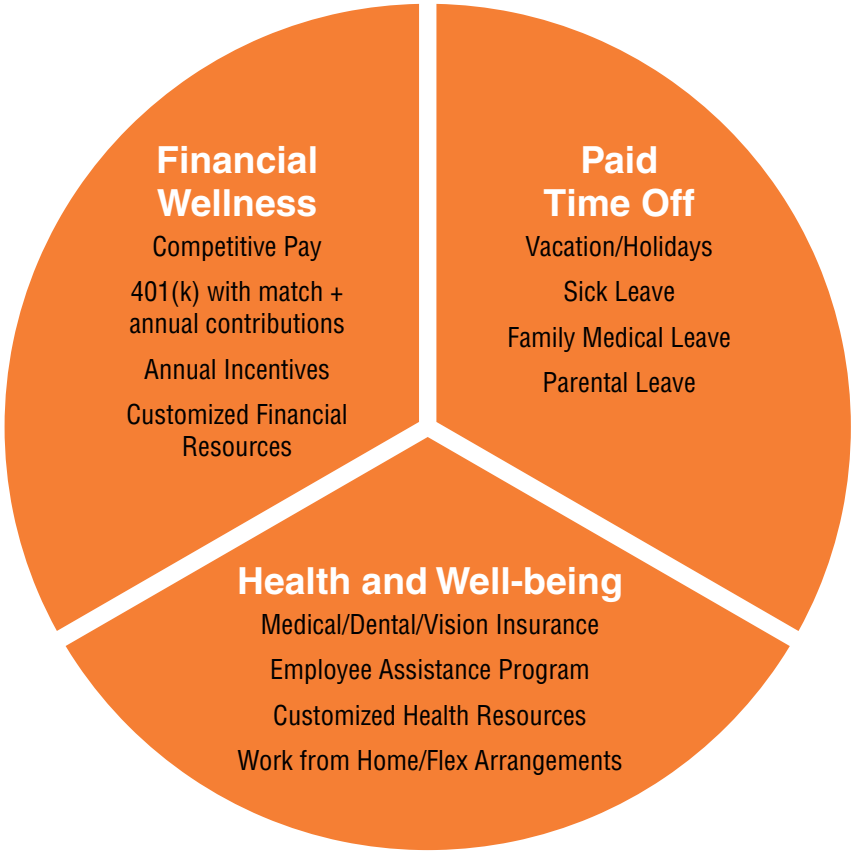 Financial
Wellness
Competitive Pay
401(k) with match +
annual contributions
Annual Incentives
Customized Financial
Resources
Paid
Time Off
Vacation/Holidays
Sick Leave
Family Medical Leave
Parental Leave
Health and Well-being
Medical/Dental/Vision Insurance
Employee Assistance Program
Customized Health Resources
Work from Home/Flex Arrangements